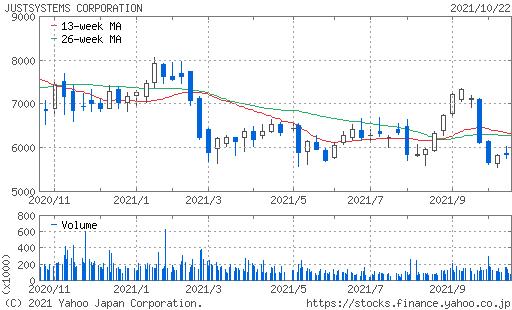 JUSTSYSTEMS CORPORATION 2021/10/22
9000
13-week MA
26-week MA
8000
7000
6000
5000
2020/11 2021/1 2021/3 2021/5 2021/7 2021/9
800
Volume
600
400
200
0
(x1000)
2020/11 2021/1 2021/3 2021/5 2021/7 2021/9
(C) 2021 Yahoo Japan Corporation. https://stocks.finance.yahoo.co.jp/